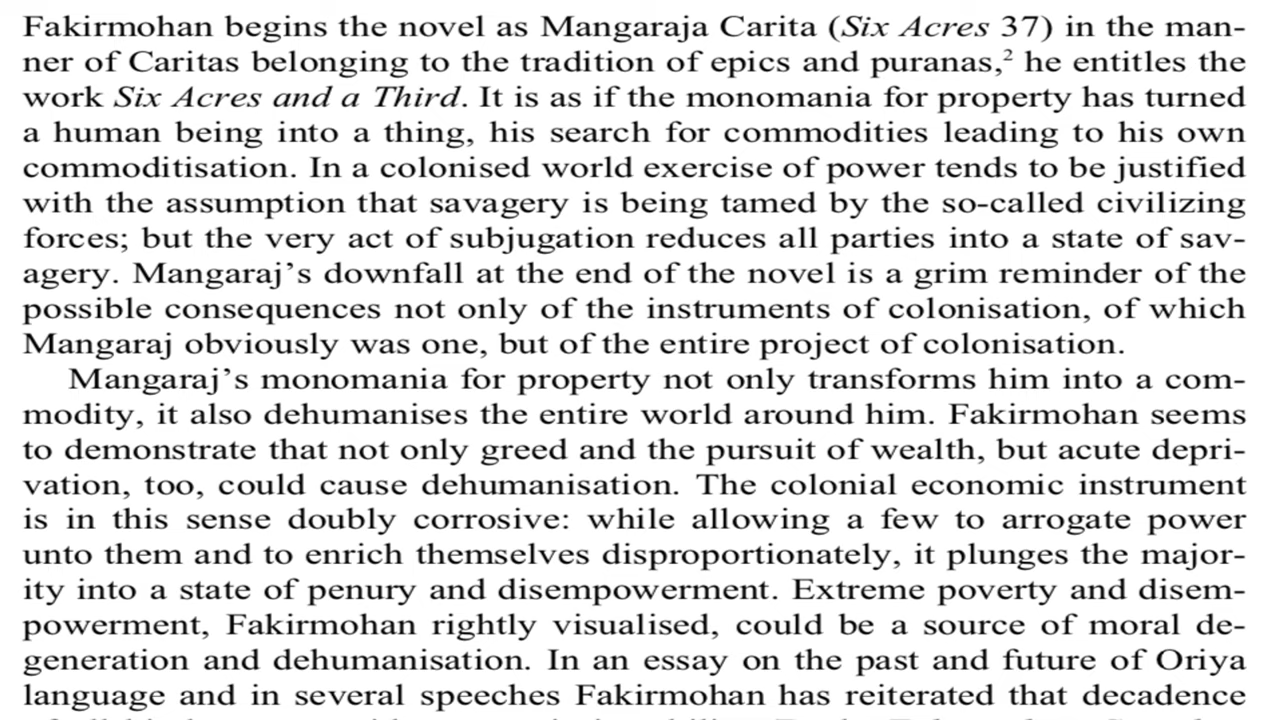 Fakirmohan begins the novel as Mangaraja Carita (Six Acres 37) in the man-
ner of Caritas belonging to the tradition of epics and puranas,² he entitles the
work Six Acres and a Third. It is as if the monomania for property has turned
a human being into a thing, his search for commodities leading to his own
commoditisation. In a colonised world exercise of power tends to be justified
with the assumption that savagery is being tamed by the so-called civilizing
forces; but the very act of subjugation reduces all parties into a state of sav-
agery. Mangaraj’s downfall at the end of the novel is a grim reminder of the
possible consequences not only of the instruments of colonisation, of which
Mangaraj obviously was one, but of the entire project of colonisation.
Mangaraj’s monomania for property not only transforms him into a com-
modity, it also dehumanises the entire world around him. Fakirmohan seems
to demonstrate that not only greed and the pursuit of wealth, but acute depri-
vation, too, could cause dehumanisation. The colonial economic instrument
is in this sense doubly corrosive: while allowing a few to arrogate power
unto them and to enrich themselves disproportionately, it plunges the major-
ity into a state of penury and disempowerment. Extreme poverty and disem-
powerment, Fakirmohan rightly visualised, could be a source of moral de-
generation and dehumanisation. In an essay on the past and future of Oriya
language and in several speeches Fakirmohan has reiterated that decadence